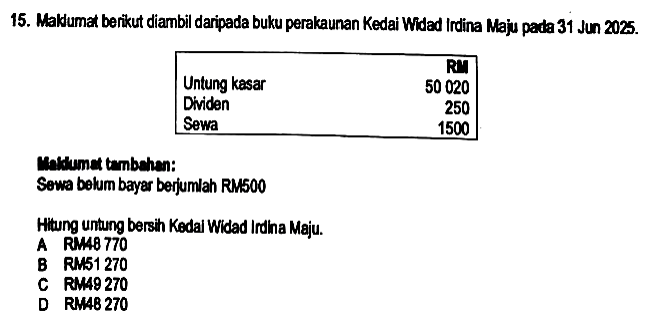 15. Maklumat berikut diambil daripada buku perakaunan Kedai Widad Irdina Maju pada 31 Jun 2025.
RM
Untung kasar 50 020
Dividen 250
Sewa 1500
Maklumat tambahan:
Sewa belum bayar berjumlah RM500
Hitung untung bersih Kedai Widad Irdina Maju.
A RM48 770
B RM51 270
C RM49 270
D RM48 270